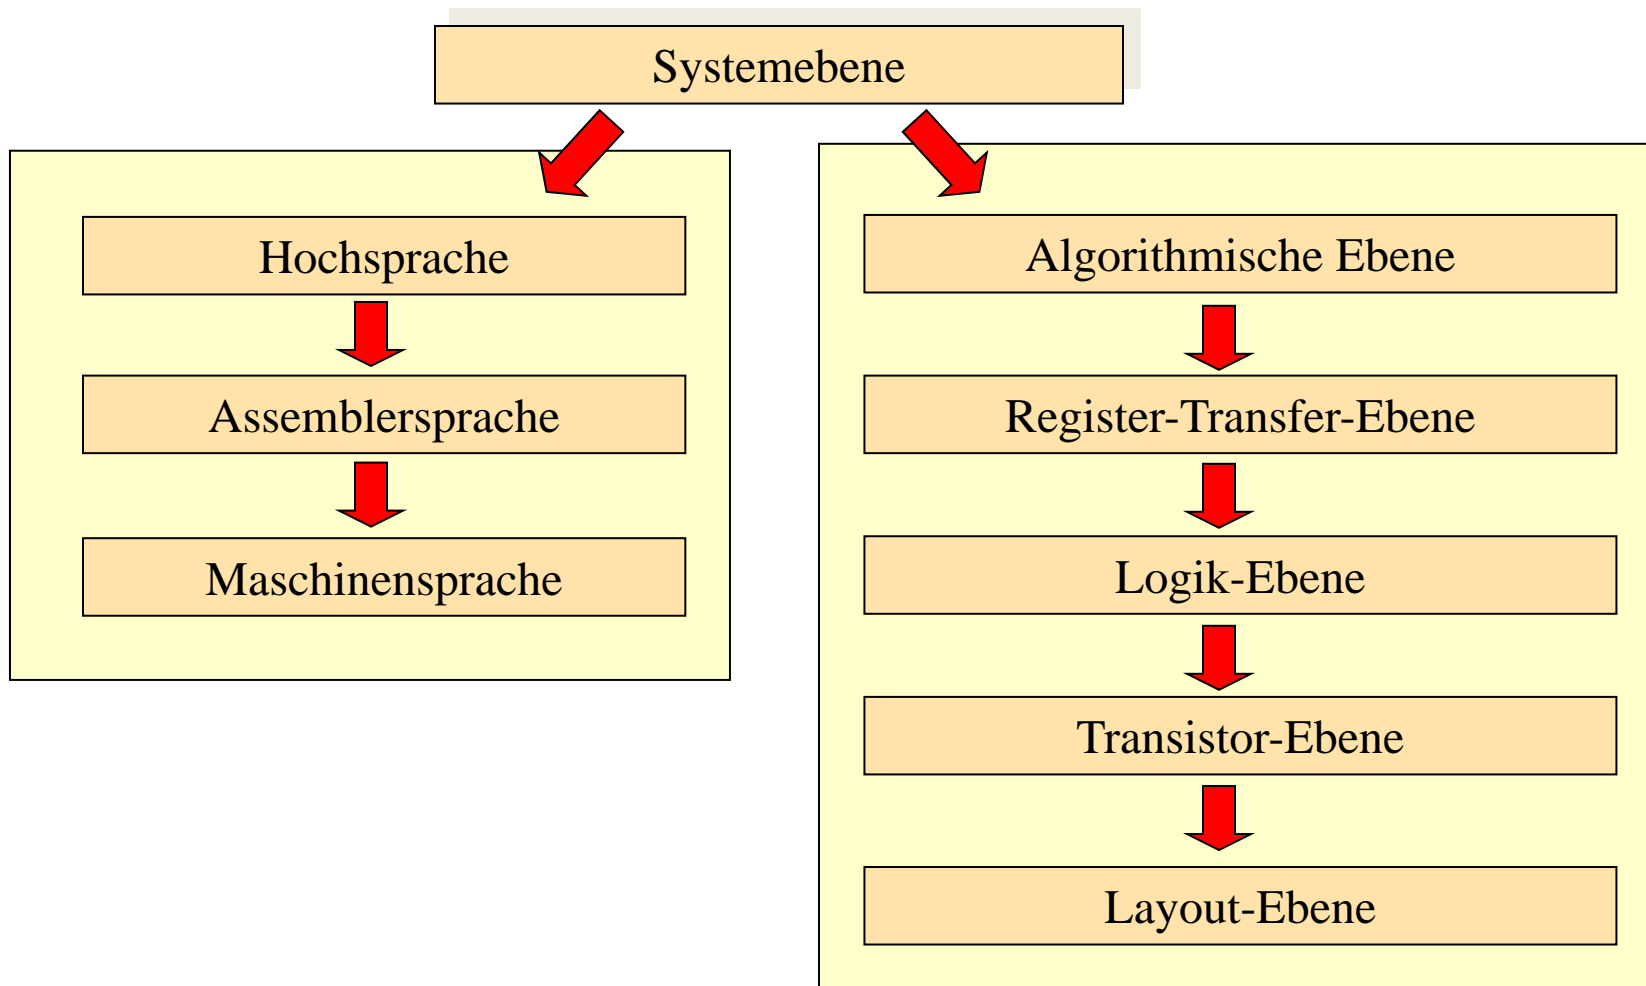 Systemebene
Hochsprache
Assemblersprache
Maschinensprache
Algorithmische Ebene
Register-Transfer-Ebene
Logik-Ebene
Transistor-Ebene
Layout-Ebene